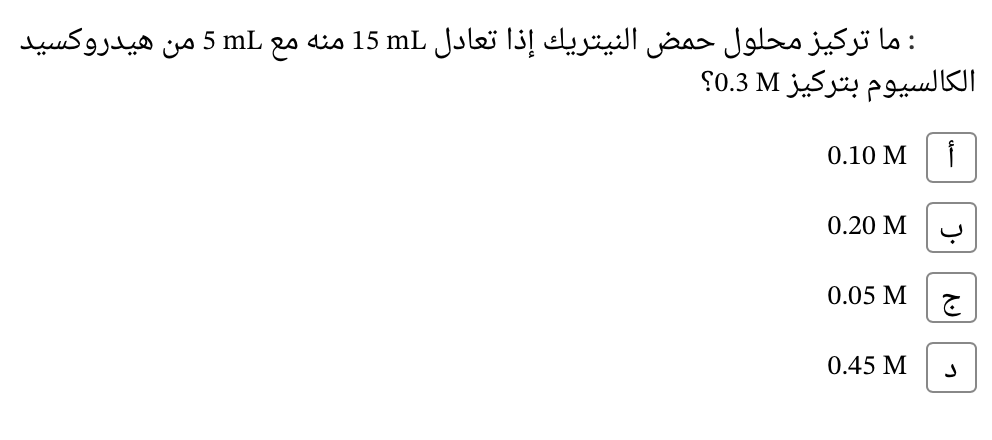 : ما تركيز محلول حمض النيتريك إذا تعادل 15 mL منه مع 5 mL من هيدروكسيد
الكالسيوم بتركيز 0.3 M؟
أ 0.10 M
ب 0.20 M
ج 0.05 M
د 0.45 M